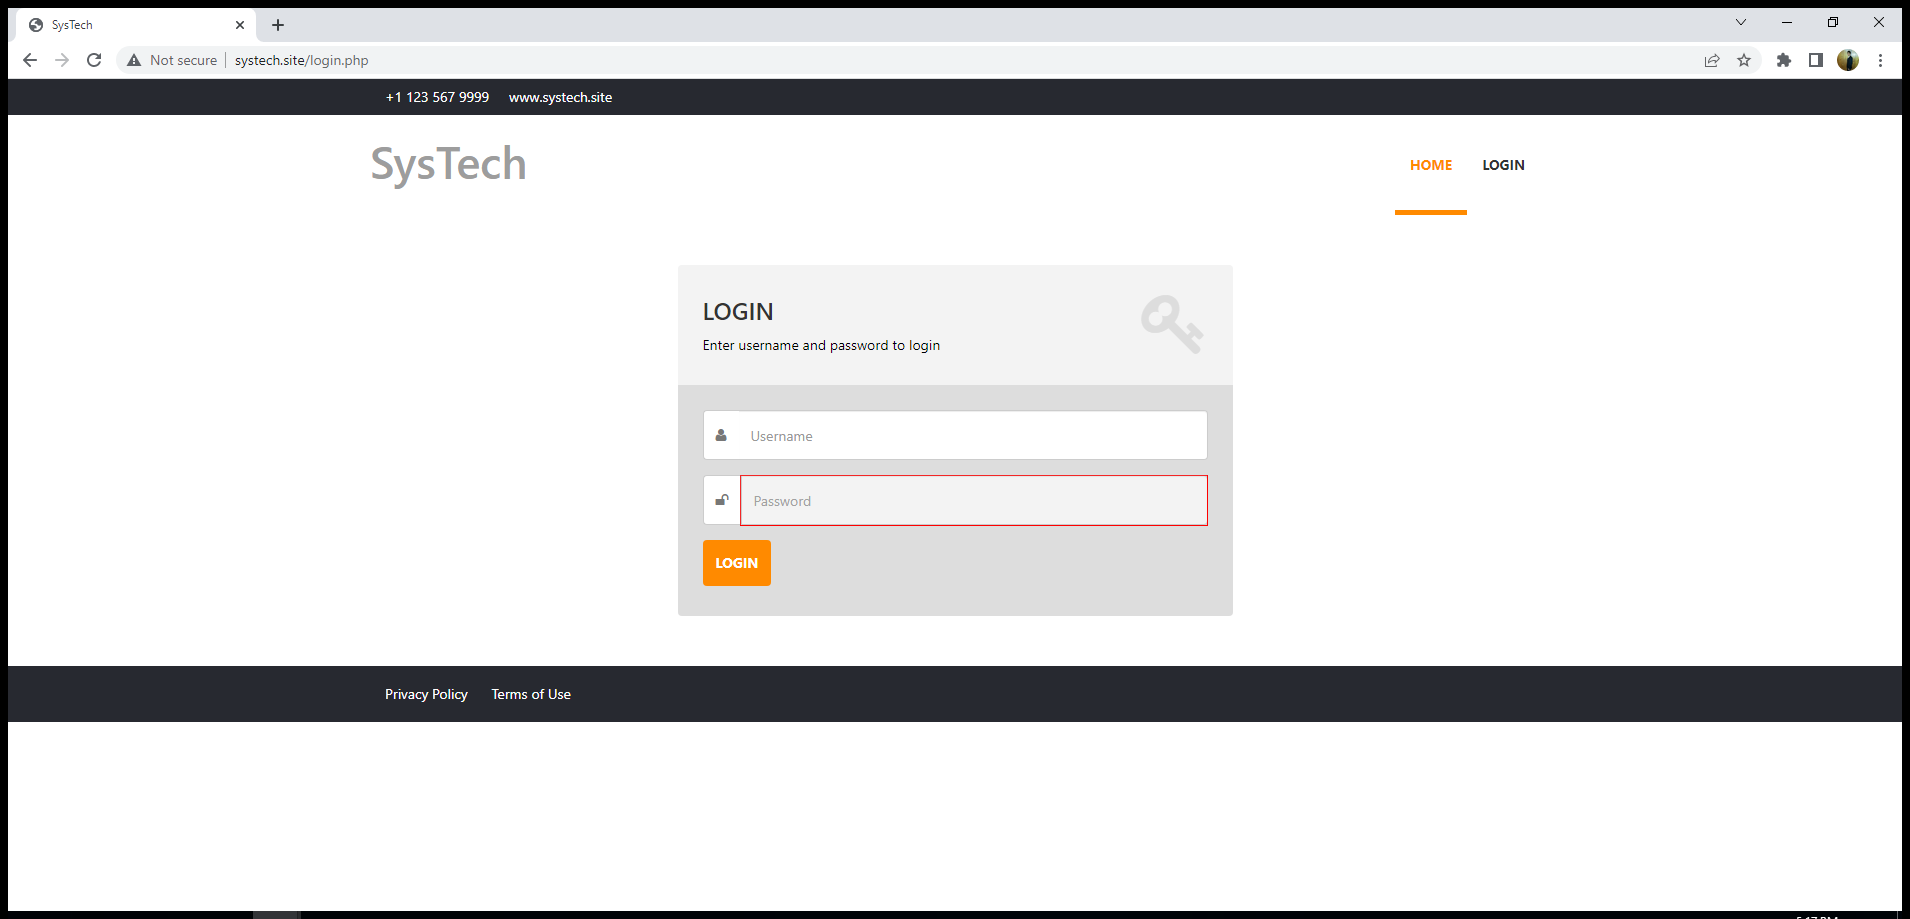 SysTech
Not secure systech.site/login.php
+1 123 567 9999 www.systech.site
SysTech
HOME LOGIN
LOGIN
Enter username and password to login
Username
Password
LOGIN
Privacy Policy Terms of Use